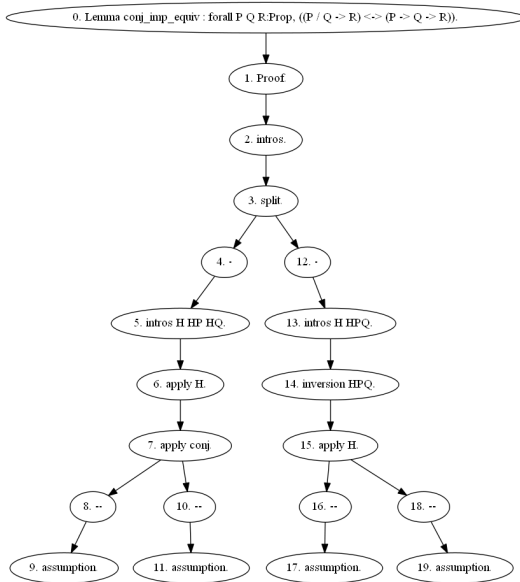 0. Lemma conj_imp_equiv : forall P Q R:Prop, ((P / Q -> R) <-> (P -> Q -> R)).
1. Proof.
2. intros.
3. split.
4. -
12. -
5. intros H HP HQ.
13. intros H HPQ.
6. apply H.
14. inversion HPQ.
7. apply conj.
15. apply H.
8. --
10. --
16. --
18. --
9. assumption.
11. assumption.
17. assumption.
19. assumption.